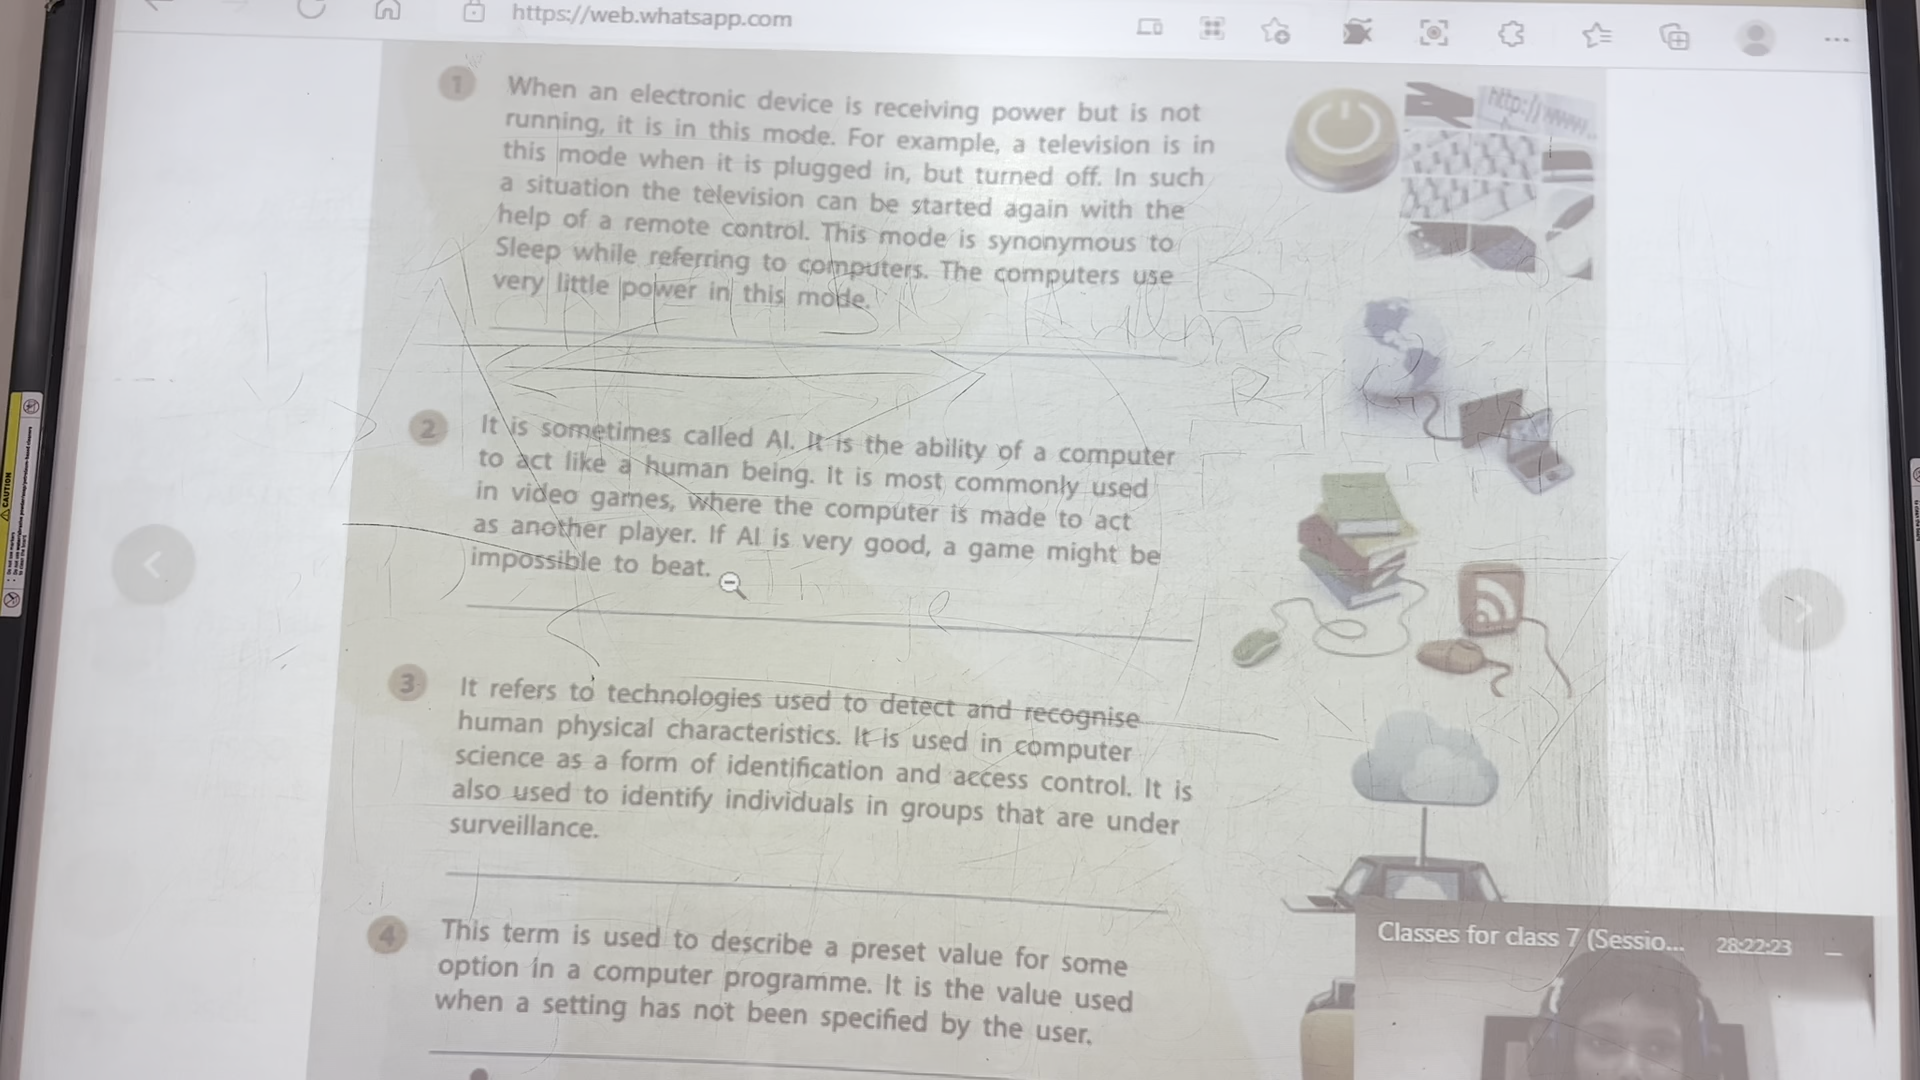 https://web.whatsapp.com
1 When an electronic device is receiving power but is not
running, it is in this mode. For example, a television is in
this mode when it is plugged in, but turned off. In such
a situation the television can be started again with the
help of a remote control. This mode is synonymous to
Sleep while referring to computers. The computers use
very little power in this mode.
http://www.
2 It is sometimes called AI. It is the ability of a computer
to act like a human being. It is most commonly used
in video games, where the computer is made to act
as another player. If AI is very good, a game might be
impossible to beat.
3 It refers to technologies used to detect and recognise
human physical characteristics. It is used in computer
science as a form of identification and access control. It is
also used to identify individuals in groups that are under
surveillance.
4 This term is used to describe a preset value for some
option in a computer programme. It is the value used
when a setting has not been specified by the user.
Classes for class 7 (Sessio... 28:22:23
CAUTION